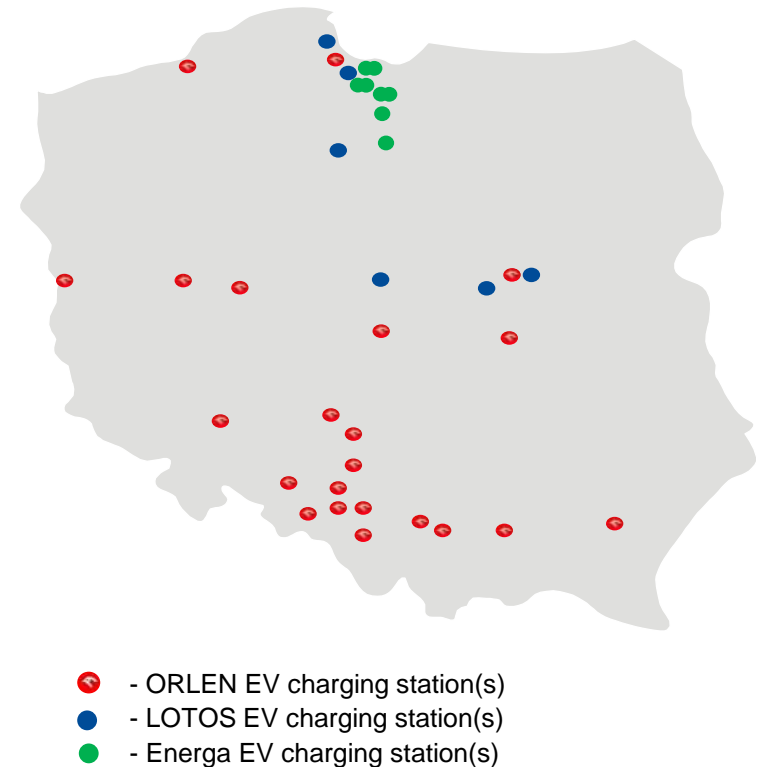 - ORLEN EV charging station(s)
- LOTOS EV charging station(s)
- Energa EV charging station(s)